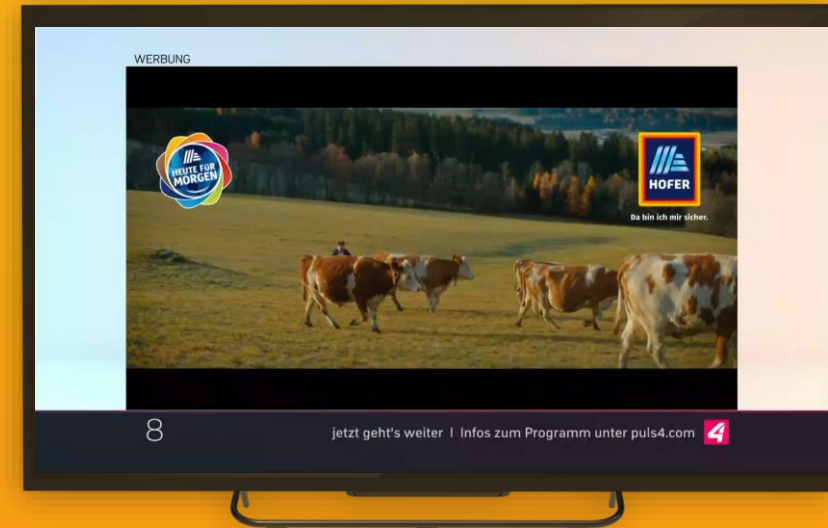 WERBUNG
HEUTE FÜR
MORGEN
HOFER
Da bin ich mir sicher.
8
jetzt geht's weiter | Infos zum Programm unter puls4.com
4